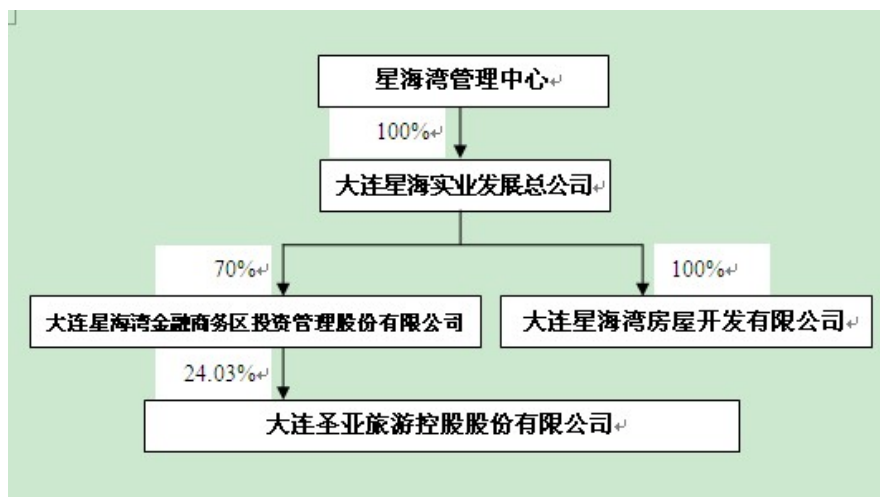 星海湾管理中心
100%
大连星海实业发展总公司
70%
100%
大连星海湾金融商务区投资管理股份有限公司
大连星海湾房屋开发有限公司
24.03%
大连圣亚旅游控股股份有限公司